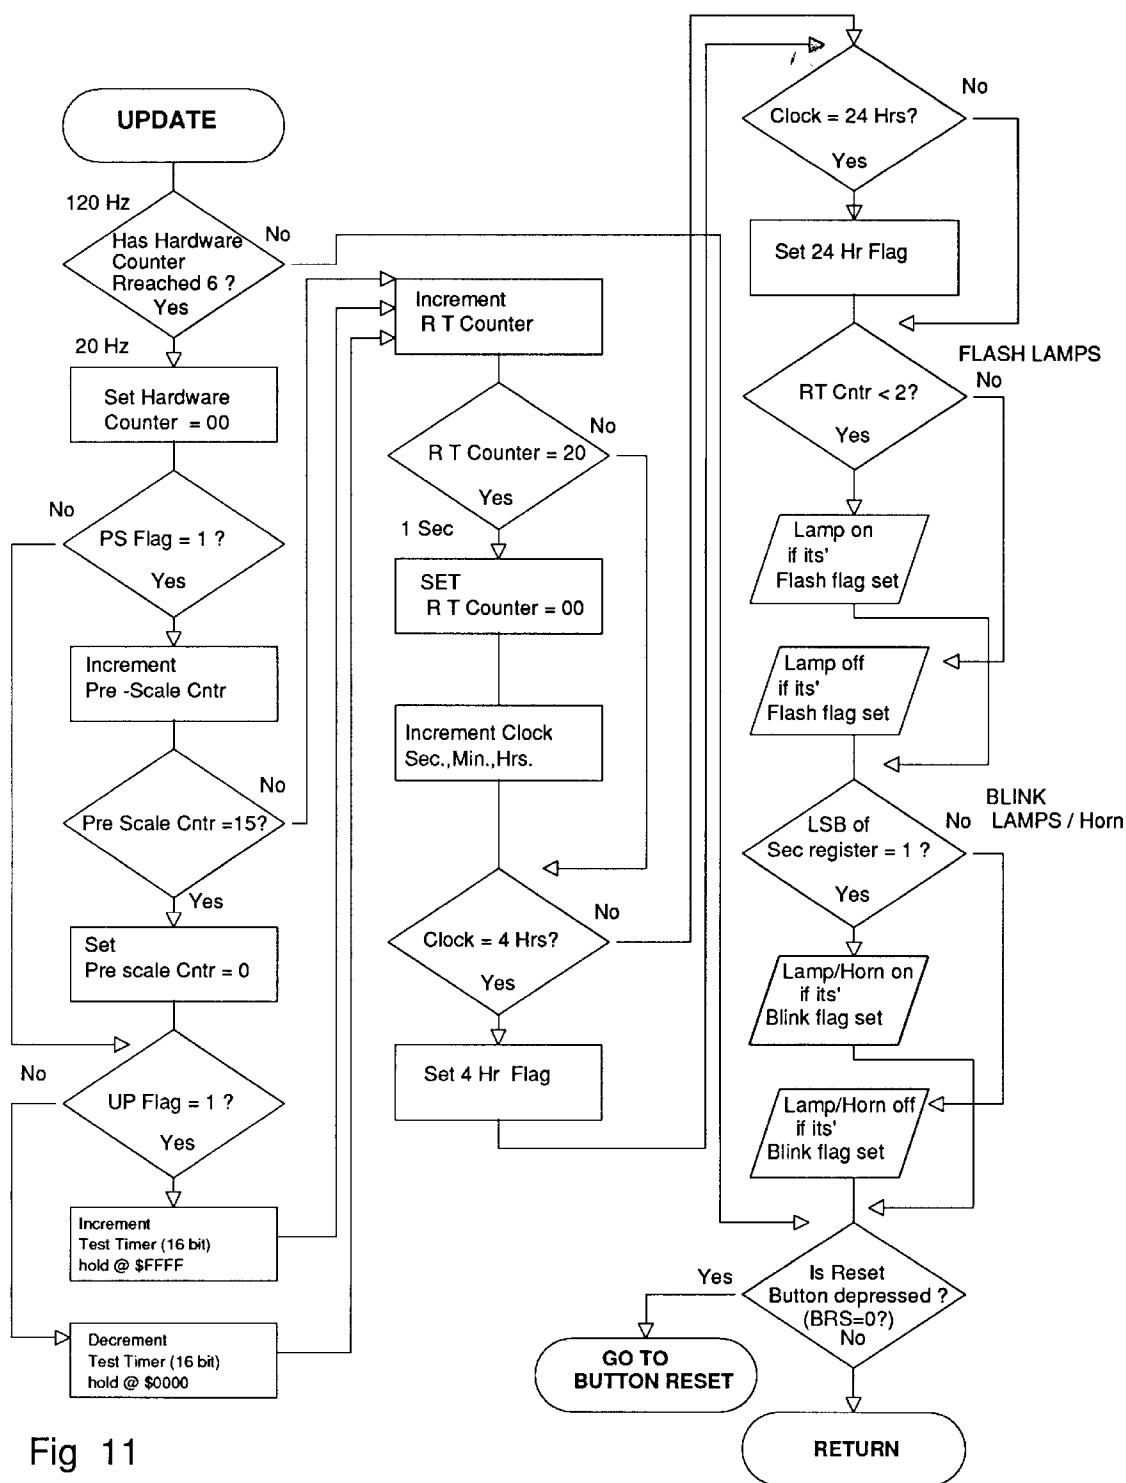 UPDATE
120 Hz
Has Hardware
Counter
Rreached 6 ?
Yes
No
20 Hz
Set Hardware
Counter = 00
No
PS Flag = 1 ?
Yes
Increment
Pre -Scale Cntr
No
Pre Scale Cntr =15?
Yes
Set
Pre scale Cntr = 0
No
UP Flag = 1 ?
Yes
Increment
Test Timer (16 bit)
hold @ $FFFF
Decrement
Test Timer (16 bit)
hold @ $0000
Increment
R T Counter
No
R T Counter = 20
Yes
1 Sec
SET
R T Counter = 00
Increment Clock
Sec.,Min.,Hrs.
No
Clock = 4 Hrs?
Yes
Set 4 Hr Flag
No
Clock = 24 Hrs?
Yes
Set 24 Hr Flag
FLASH LAMPS
No
RT Cntr < 2?
Yes
Lamp on
if its'
Flash flag set
Lamp off
if its'
Flash flag set
BLINK
LAMPS / Horn
No
LSB of
Sec register = 1 ?
Yes
Lamp/Horn on
if its'
Blink flag set
Lamp/Horn off
if its'
Blink flag set
Yes
Is Reset
Button depressed ?
(BRS=0?)
No
GO TO
BUTTON RESET
RETURN
Fig 11